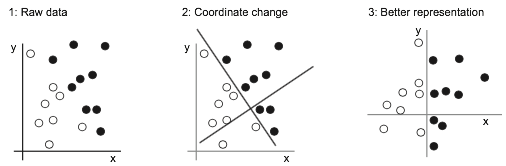 1: Raw data
2: Coordinate change
3: Better representation
y
x
y
x
y
x